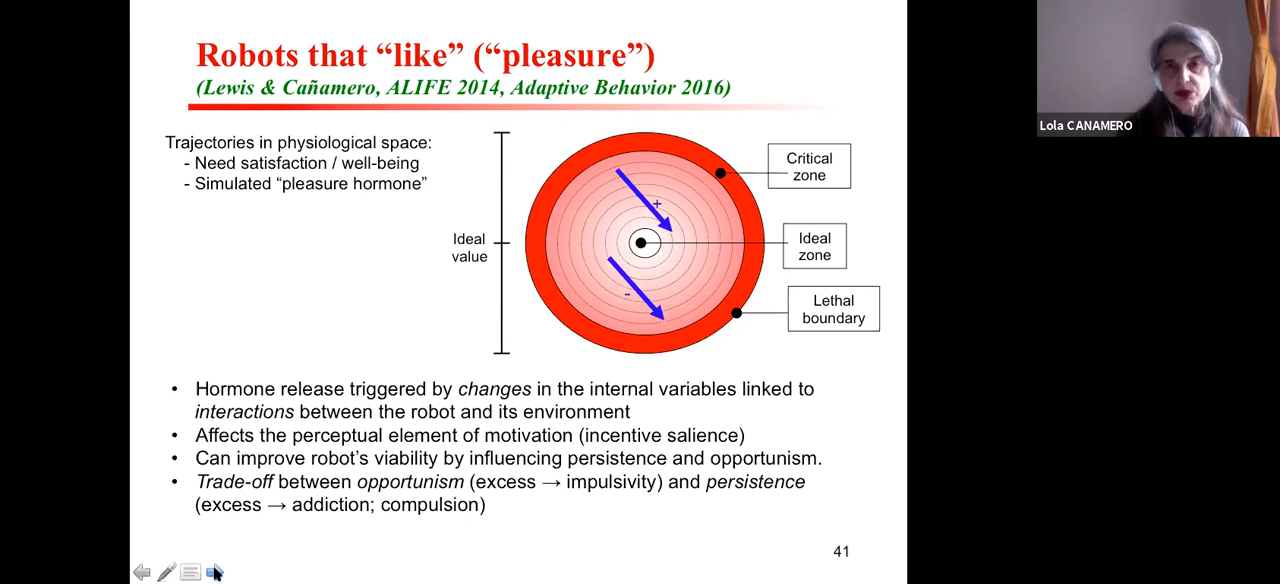 Robots that “like” (“pleasure”)
(Lewis & Cañamero, ALIFE 2014, Adaptive Behavior 2016)
Trajectories in physiological space:
- Need satisfaction / well-being
- Simulated “pleasure hormone”
Ideal
value
+
-
Critical
zone
Ideal
zone
Lethal
boundary
• Hormone release triggered by changes in the internal variables linked to
interactions between the robot and its environment
• Affects the perceptual element of motivation (incentive salience)
• Can improve robot’s viability by influencing persistence and opportunism.
• Trade-off between opportunism (excess → impulsivity) and persistence
(excess → addiction; compulsion)
41
Lola CANAMERO